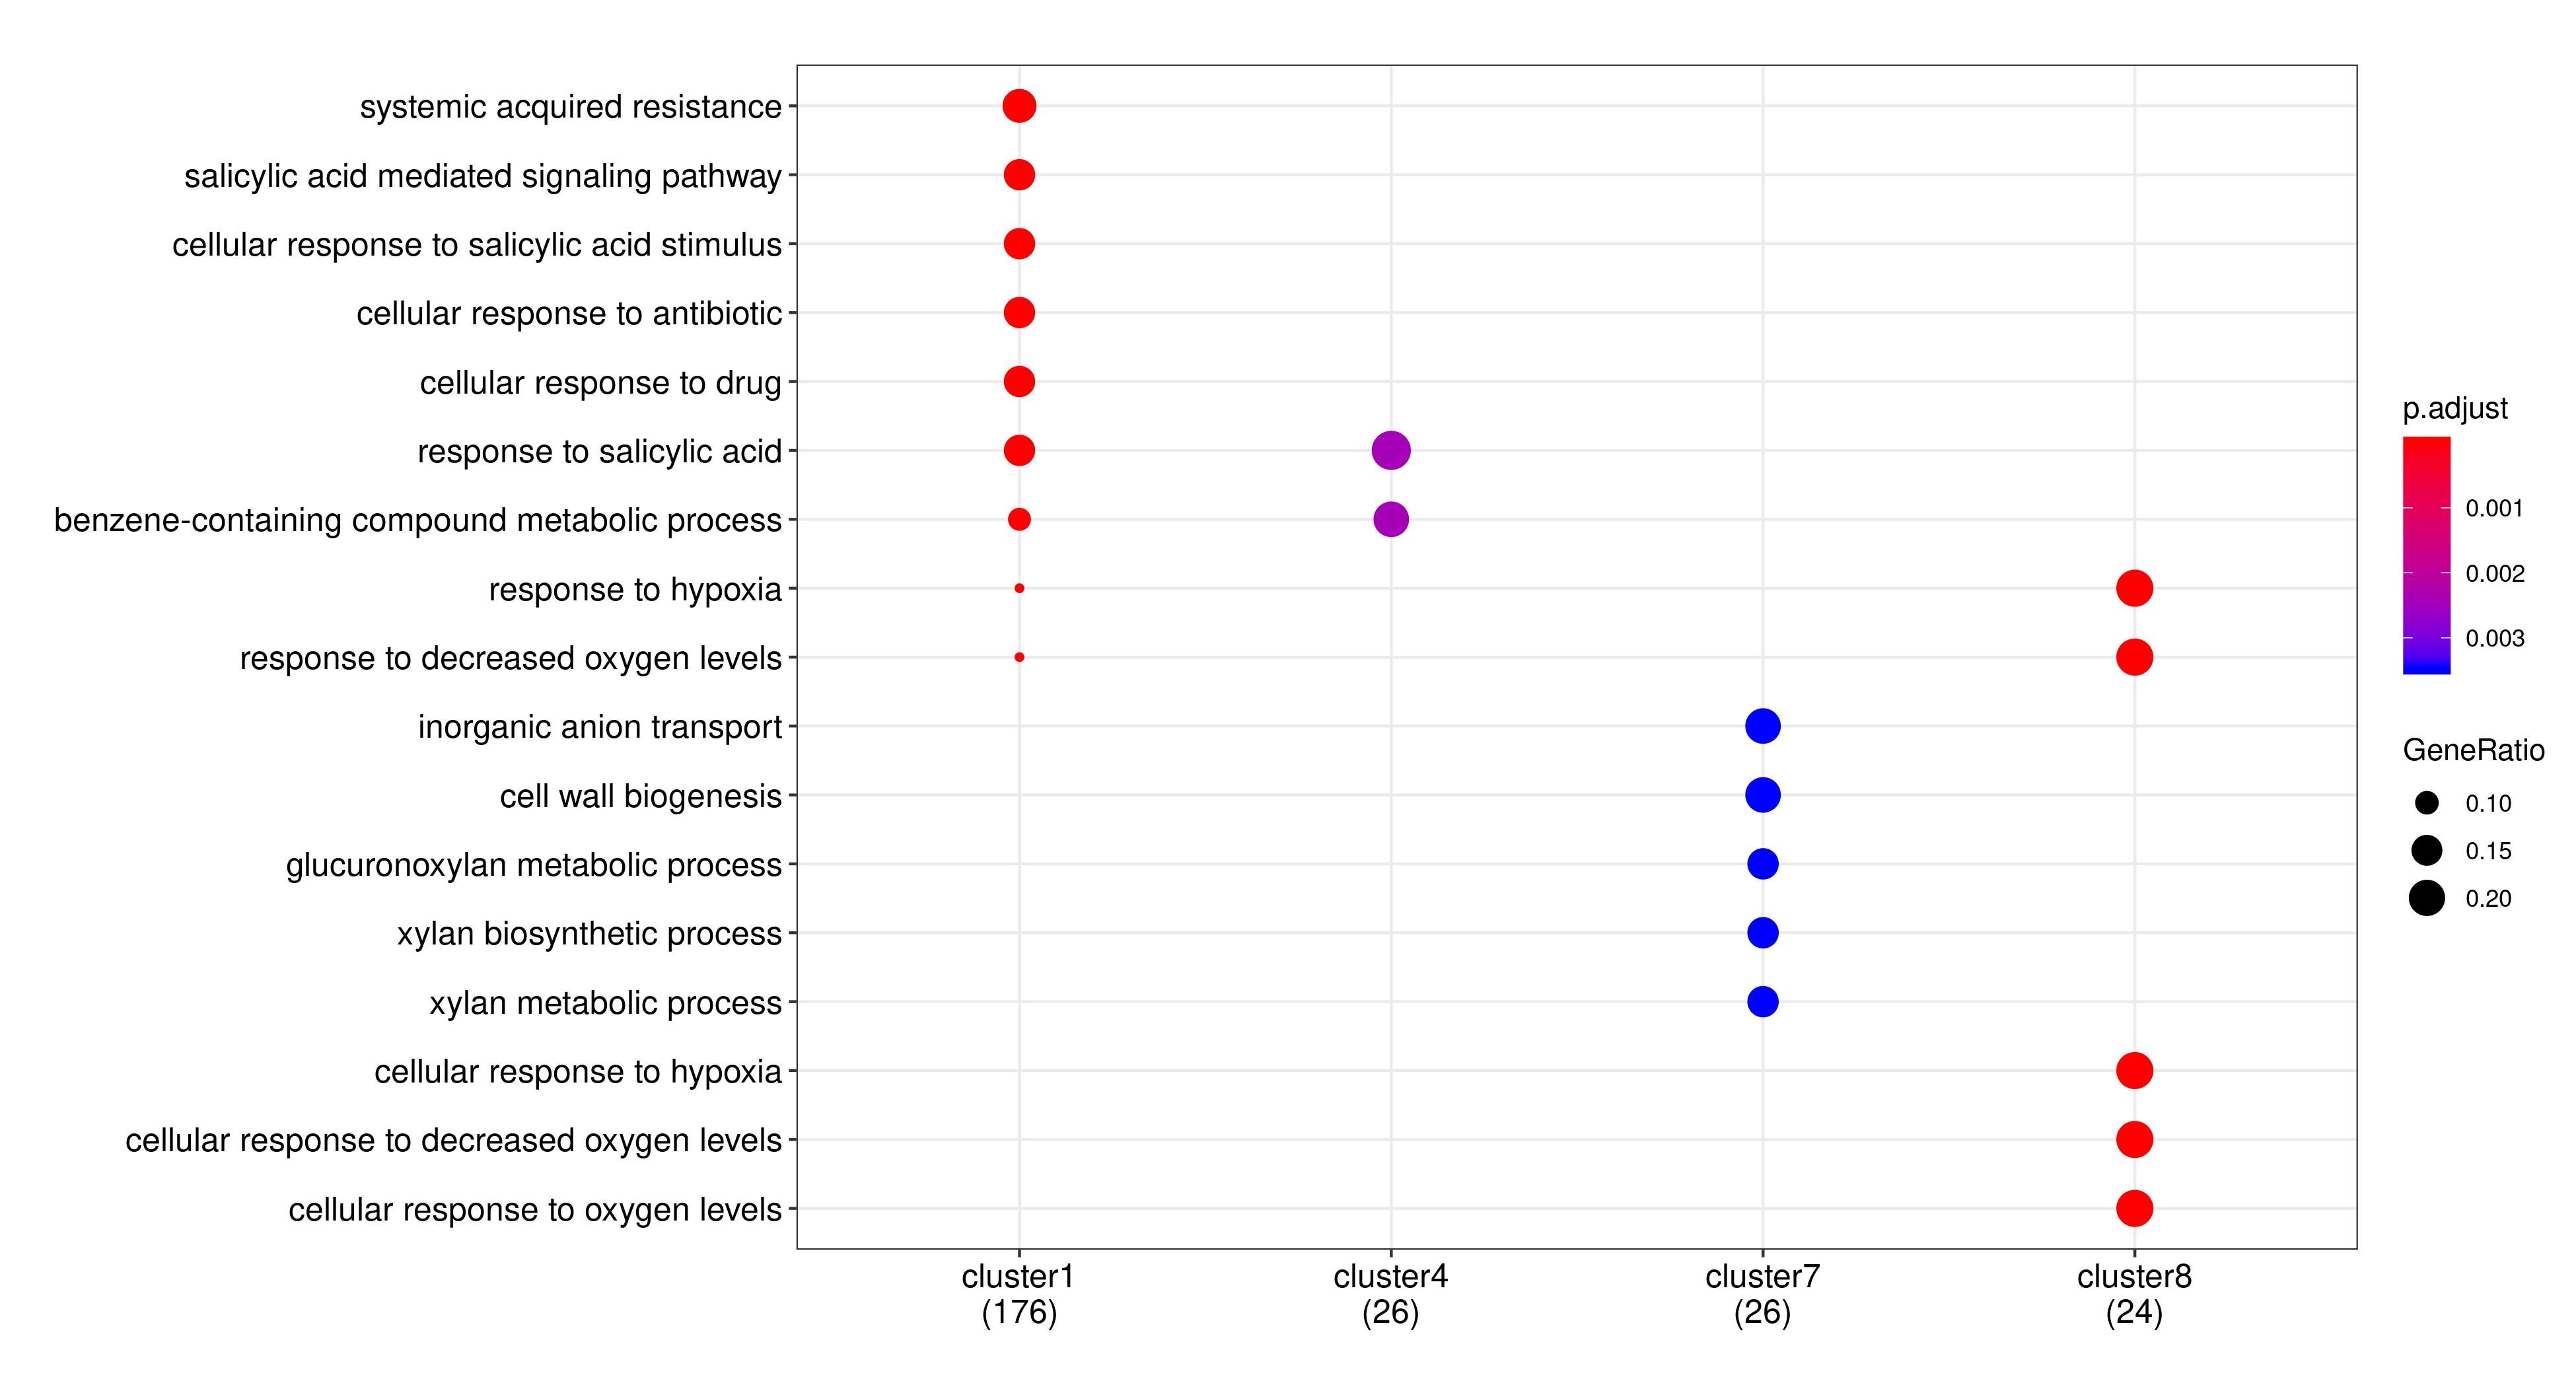 systemic acquired resistance
salicylic acid mediated signaling pathway
cellular response to salicylic acid stimulus
cellular response to antibiotic
cellular response to drug
response to salicylic acid
benzene-containing compound metabolic process
response to hypoxia
response to decreased oxygen levels
inorganic anion transport
cell wall biogenesis
glucuronoxylan metabolic process
xylan biosynthetic process
xylan metabolic process
cellular response to hypoxia
cellular response to decreased oxygen levels
cellular response to oxygen levels
cluster1 cluster4 cluster7 cluster8
(176) (26) (26) (24)
p.adjust
0.001
0.002
0.003
GeneRatio
0.10
0.15
0.20